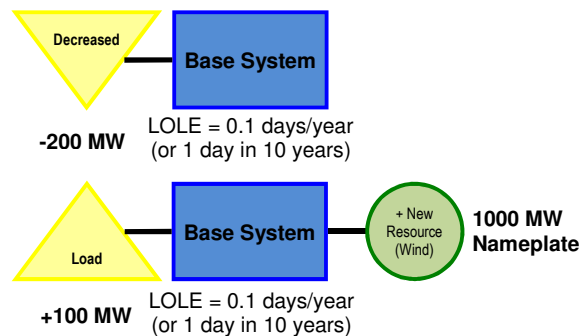 Decreased
Base System
-200 MW
LOLE = 0.1 days/year
(or 1 day in 10 years)
Load
Base System
+ New
Resource
(Wind)
1000 MW
Nameplate
+100 MW
LOLE = 0.1 days/year
(or 1 day in 10 years)